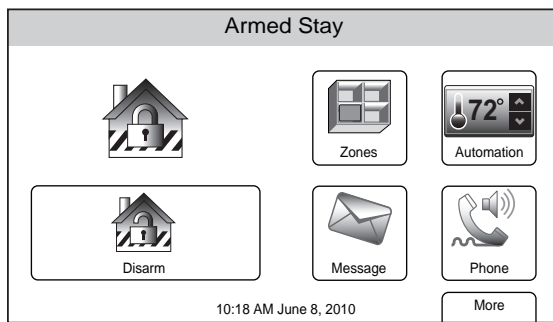 Armed Stay
72°
Zones
Automation
Disarm
Message
Phone
10:18 AM June 8, 2010
More